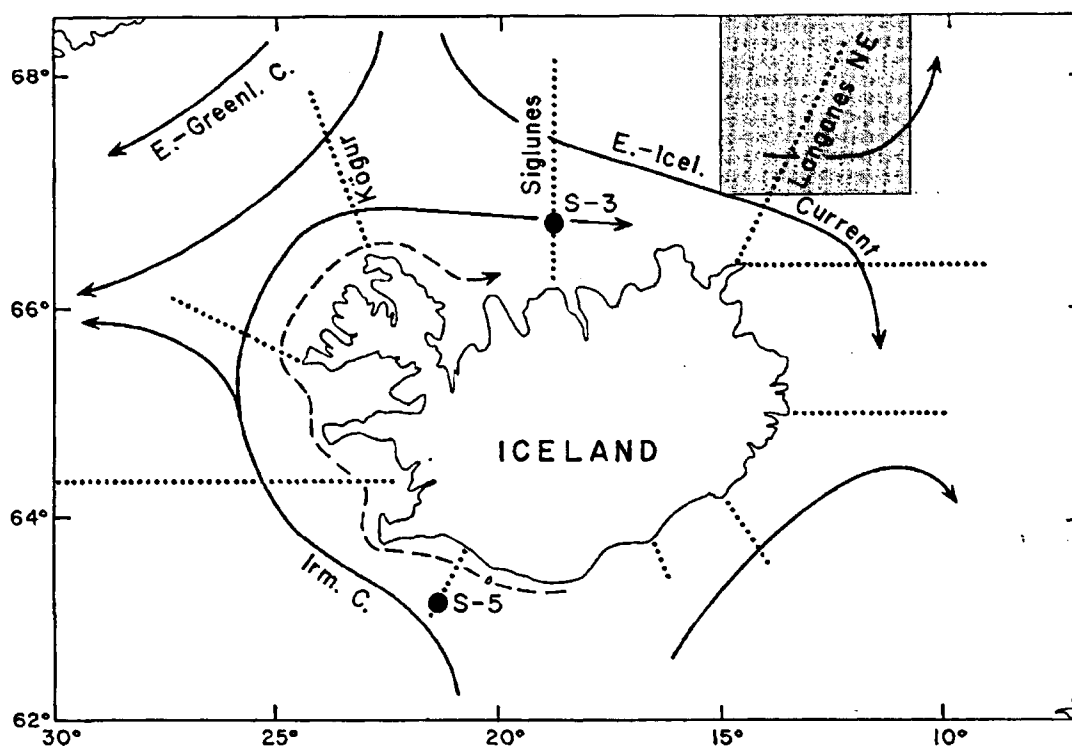 68°
66°
64°
62°
30°
25°
20°
15°
10°
E.-Greenl. C.
Kogur
Siglunes
E.-Icel.
Current
Langanes NE
S-3
ICELAND
Irm. C.
S-5